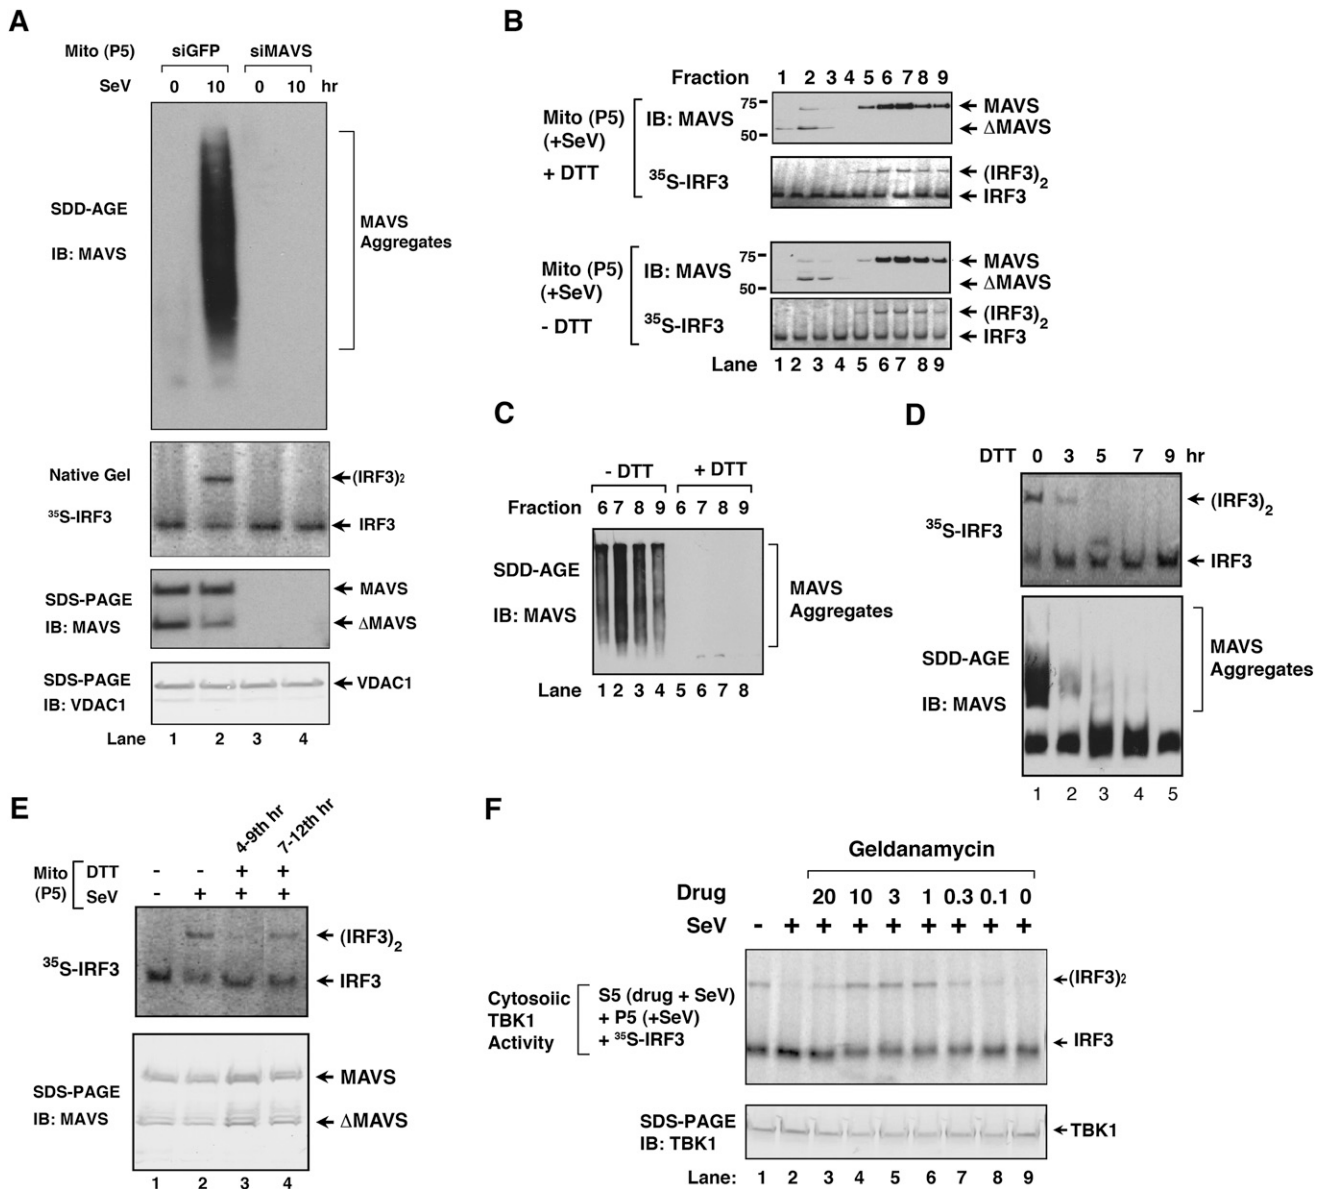 A
Mito (P5) siGFP siMAVS
SeV 0 10 0 10 hr
SDD-AGE
IB: MAVS
MAVS
Aggregates
Native Gel
³⁵S-IRF3
(IRF3)₂
IRF3
SDS-PAGE
IB: MAVS
MAVS
ΔMAVS
SDS-PAGE
IB: VDAC1
VDAC1
Lane 1 2 3 4
B
Fraction 1 2 3 4 5 6 7 8 9
Mito (P5)
(+SeV)
+ DTT
IB: MAVS
75
50
MAVS
ΔMAVS
³⁵S-IRF3
(IRF3)₂
IRF3
Mito (P5)
(+SeV)
- DTT
IB: MAVS
75
50
MAVS
ΔMAVS
³⁵S-IRF3
(IRF3)₂
IRF3
Lane 1 2 3 4 5 6 7 8 9
C
- DTT + DTT
Fraction 6 7 8 9 6 7 8 9
SDD-AGE
IB: MAVS
MAVS
Aggregates
Lane 1 2 3 4 5 6 7 8
D
DTT 0 3 5 7 9 hr
³⁵S-IRF3
(IRF3)₂
IRF3
SDD-AGE
IB: MAVS
MAVS
Aggregates
1 2 3 4 5
E
4-9th hr
7-12th hr
Mito
(P5)
DTT - - + +
SeV - + + +
³⁵S-IRF3
(IRF3)₂
IRF3
SDS-PAGE
IB: MAVS
MAVS
ΔMAVS
1 2 3 4
F
Geldanamycin
Drug 20 10 3 1 0.3 0.1 0
SeV - + + + + + + + +
Cytosoiic
TBK1
Activity
S5 (drug + SeV)
+ P5 (+SeV)
+ ³⁵S-IRF3
(IRF3)₂
IRF3
SDS-PAGE
IB: TBK1
TBK1
Lane: 1 2 3 4 5 6 7 8 9